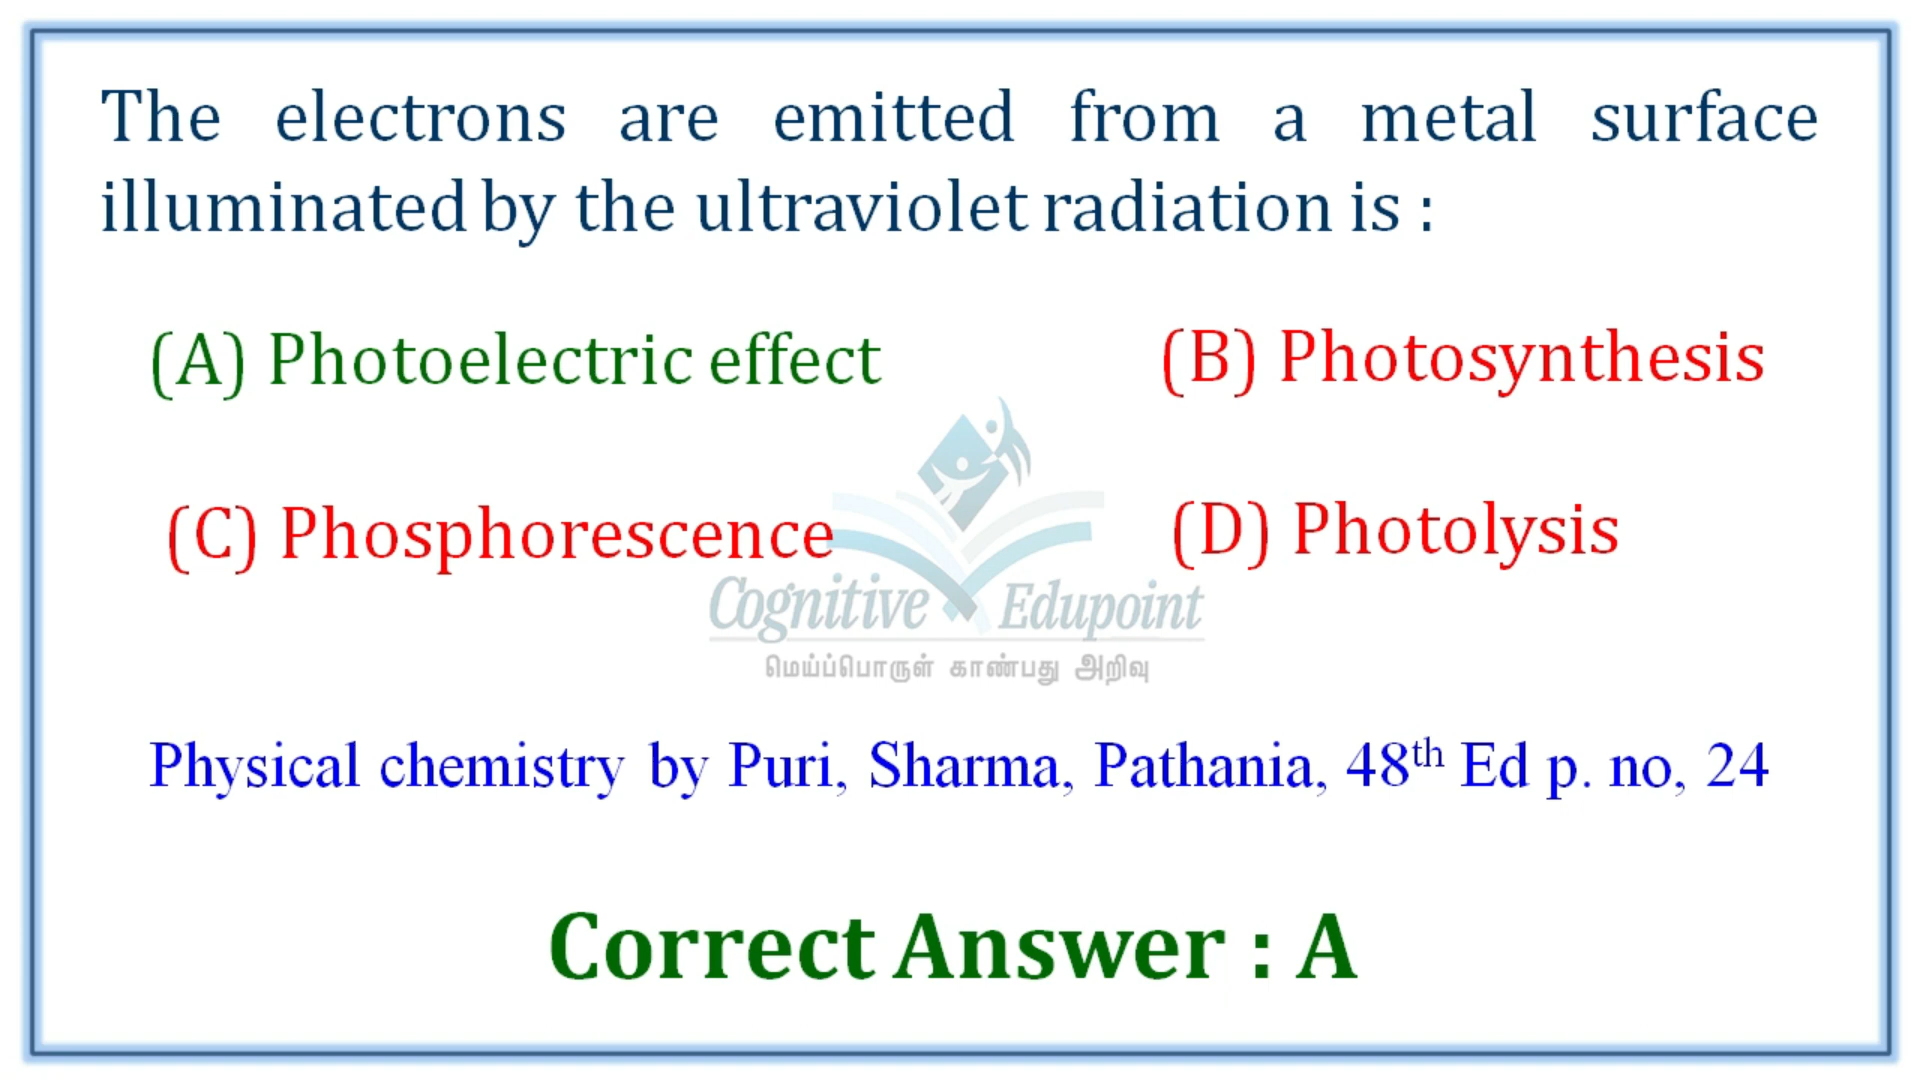 The electrons are emitted from a metal surface
illuminated by the ultraviolet radiation is :
(A) Photoelectric effect
(B) Photosynthesis
(C) Phosphorescence
(D) Photolysis
Cognitive Edupoint
மெய்ப்பொருள் காண்பது அறிவு
Physical chemistry by Puri, Sharma, Pathania, 48th Ed p. no, 24
Correct Answer : A